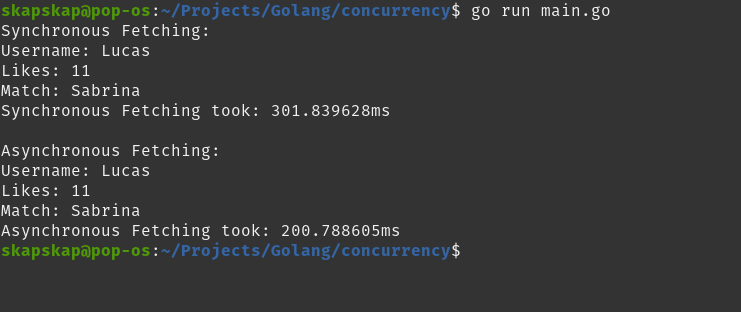 skapskap@pop-os:~/Projects/Golang/concurrency$ go run main.go
Synchronous Fetching:
Username: Lucas
Likes: 11
Match: Sabrina
Synchronous Fetching took: 301.839628ms
Asynchronous Fetching:
Username: Lucas
Likes: 11
Match: Sabrina
Asynchronous Fetching took: 200.788605ms
skapskap@pop-os:~/Projects/Golang/concurrency$